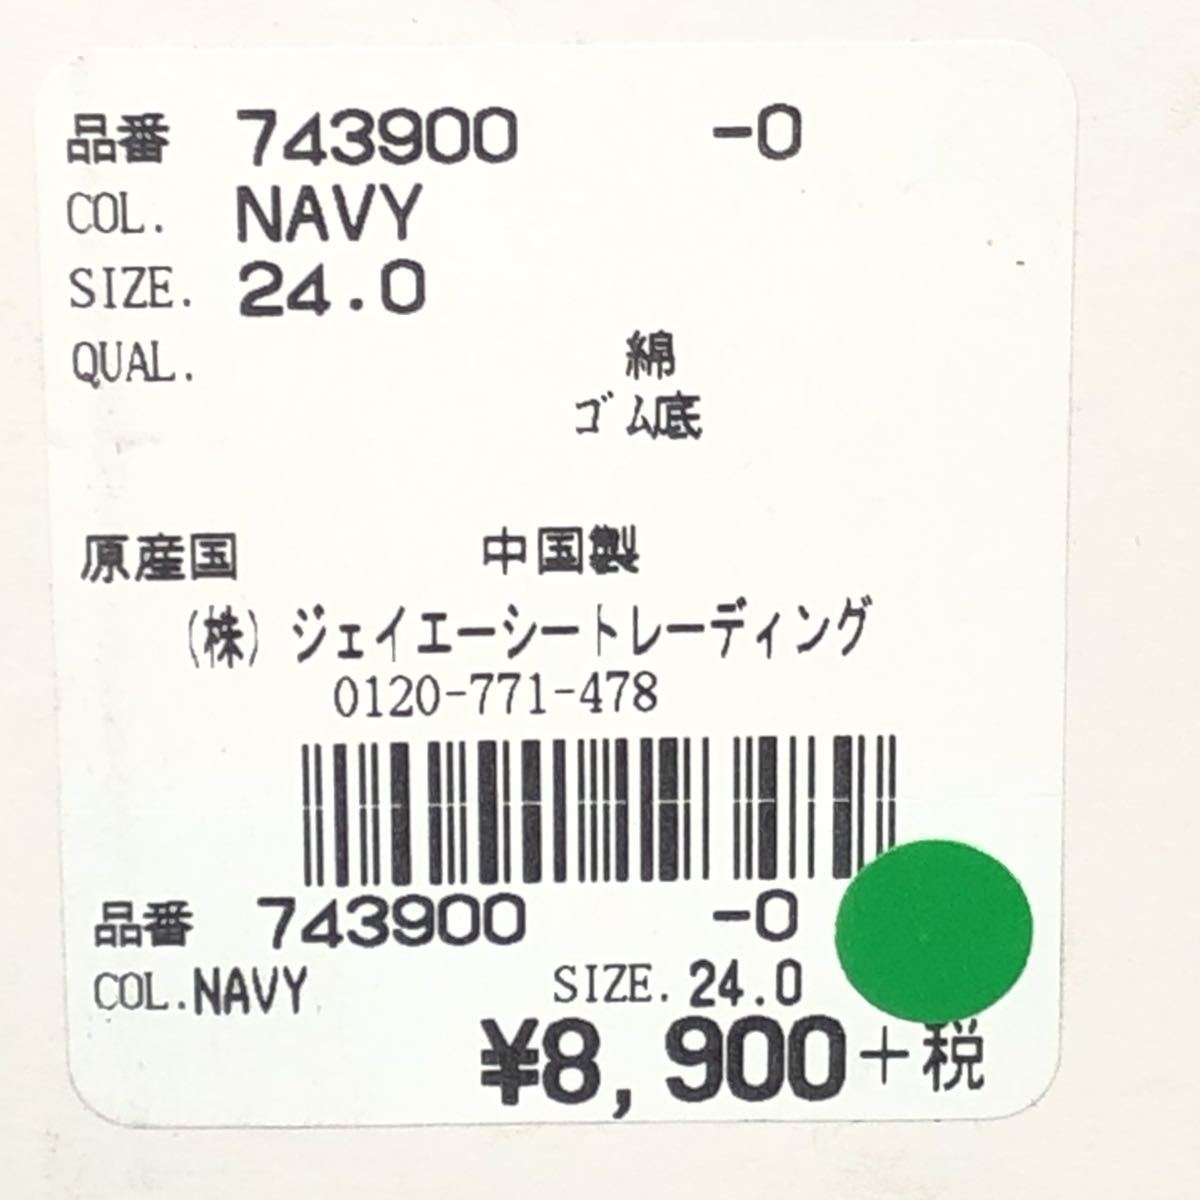 品番 743900 -0
COL. NAVY
SIZE. 24.0
QUAL. 綿
ゴム底
原産国 中国製
(株) ジェイエーシートレーディング
0120-771-478
品番 743900 -0
COL. NAVY SIZE. 24.0
¥8,900+税